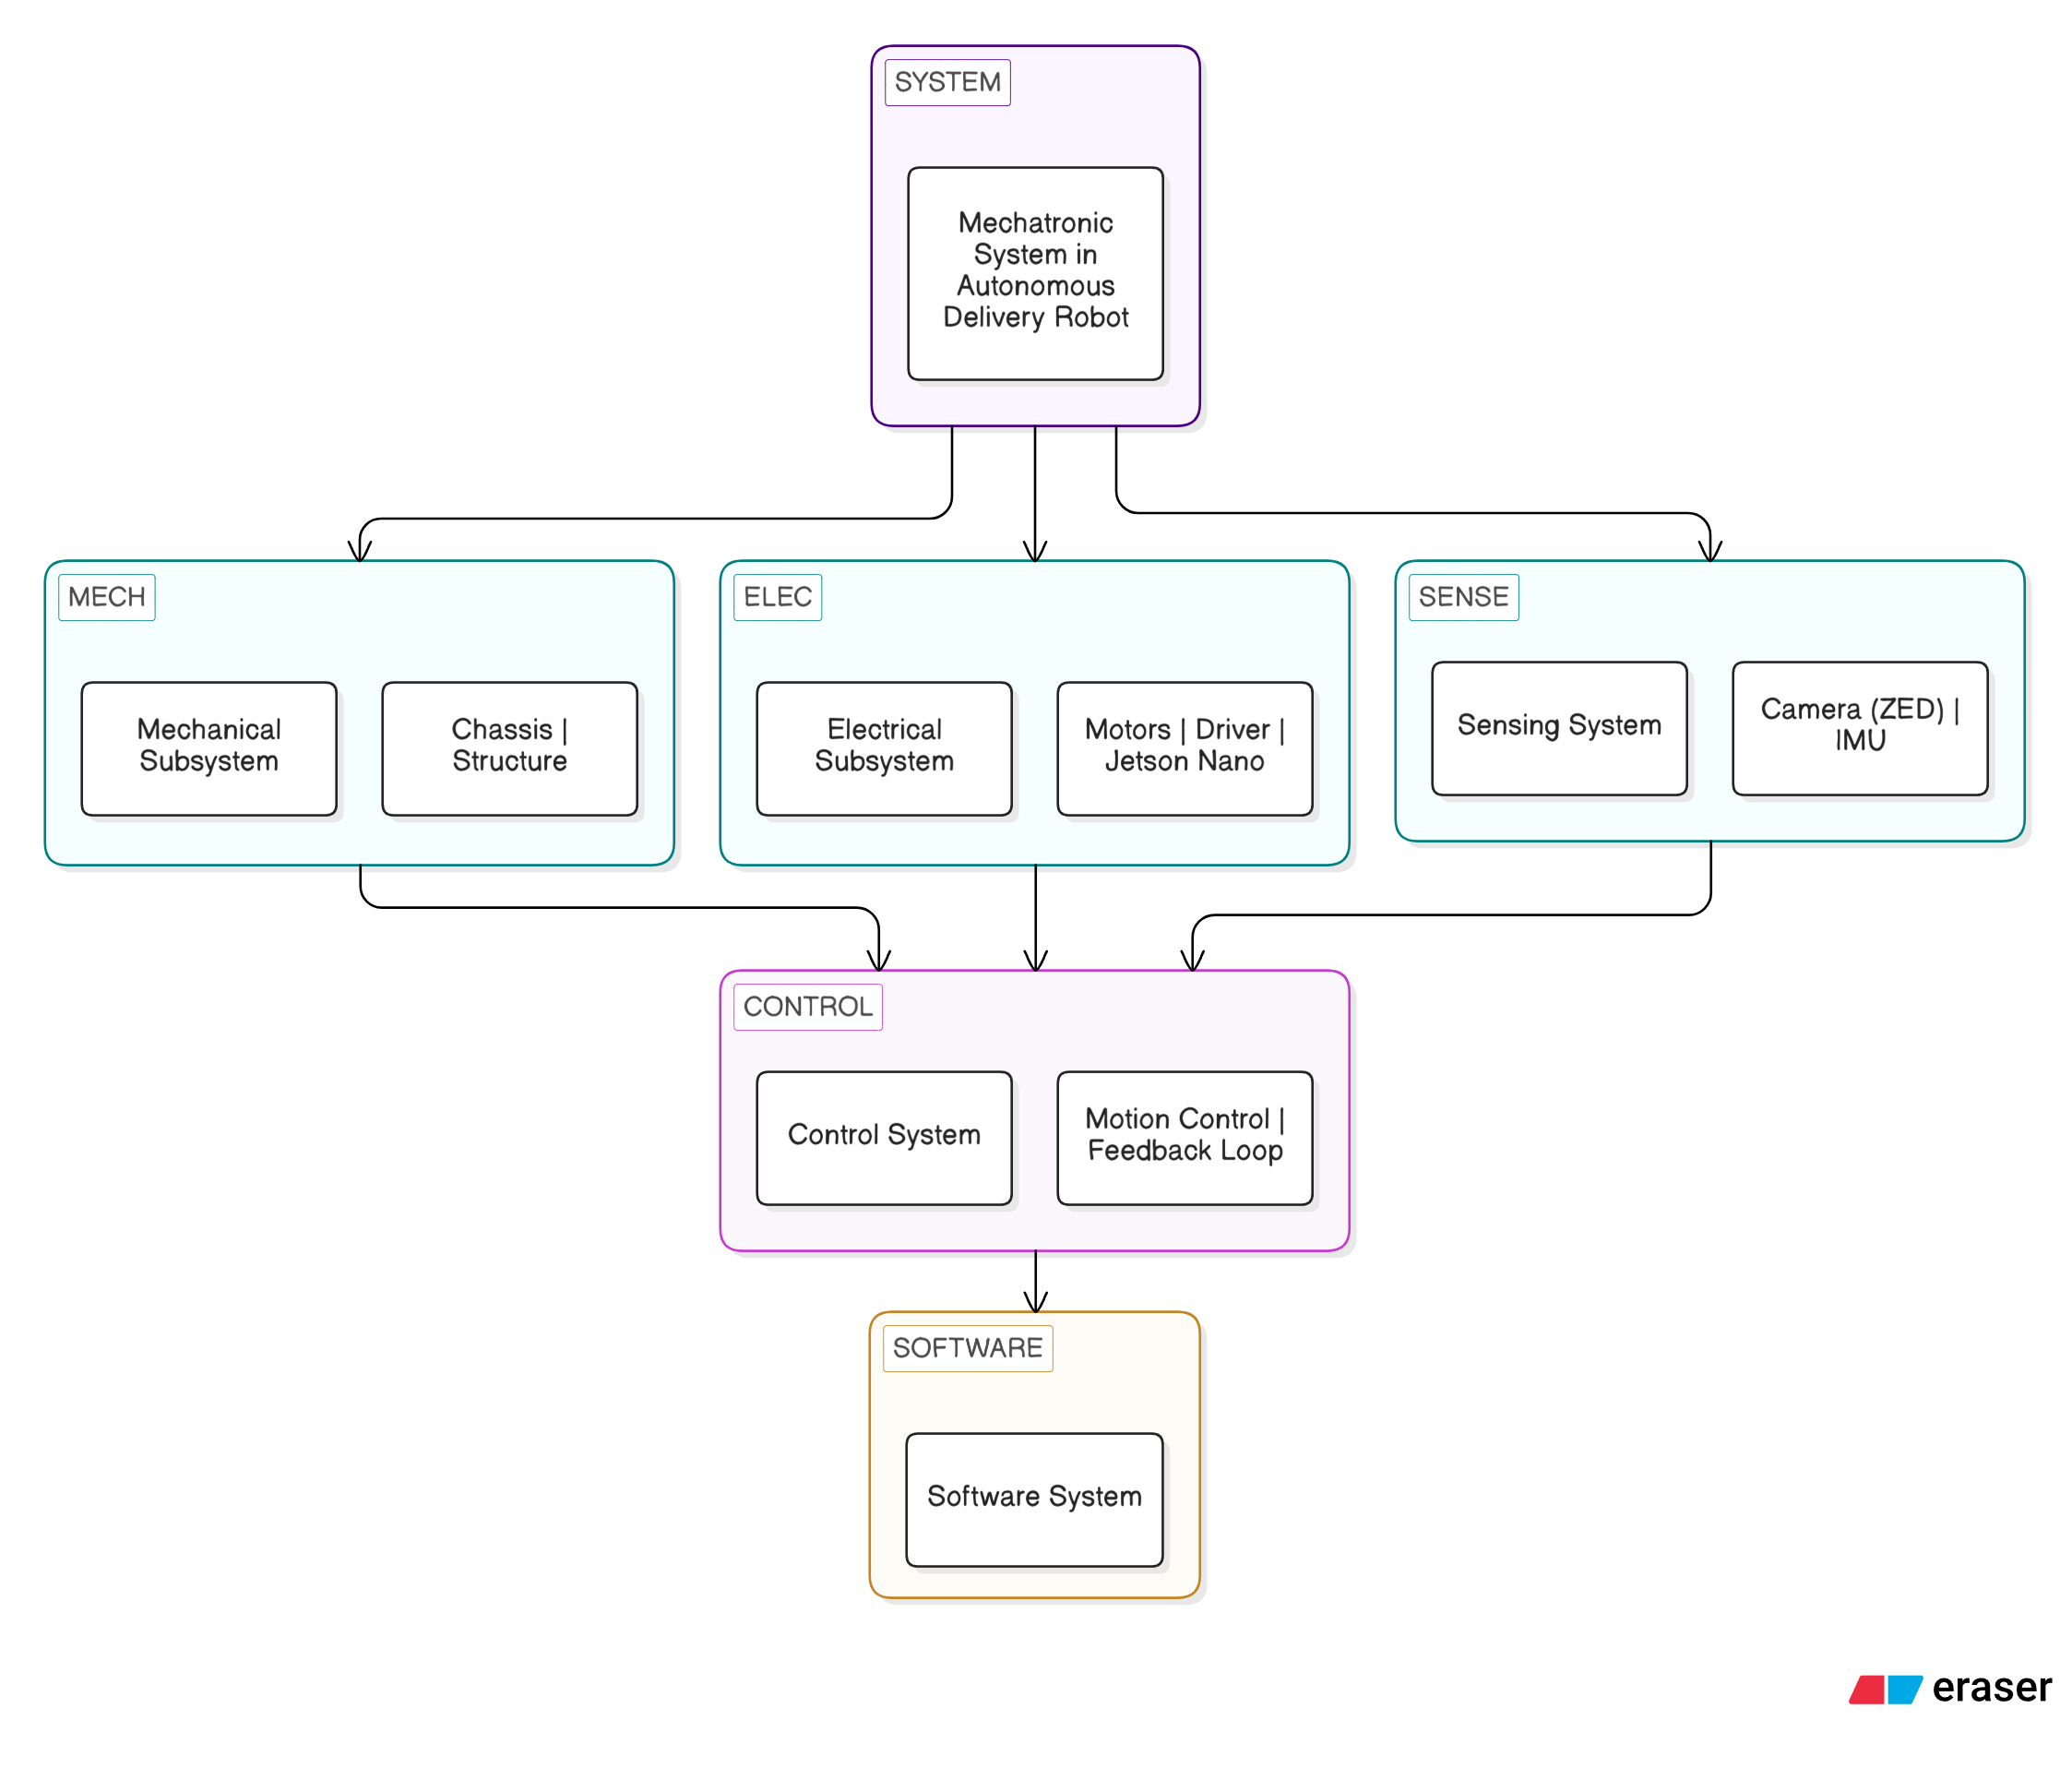 SYSTEM
Mechatronic
System in
Autonomous
Delivery Robot
MECH
Mechanical
Subsystem
Chassis |
Structure
ELEC
Electrical
Subsystem
Motors | Driver |
Jetson Nano
SENSE
Sensing System
Camera (ZED) |
IMU
CONTROL
Control System
Motion Control |
Feedback Loop
SOFTWARE
Software System
eraser